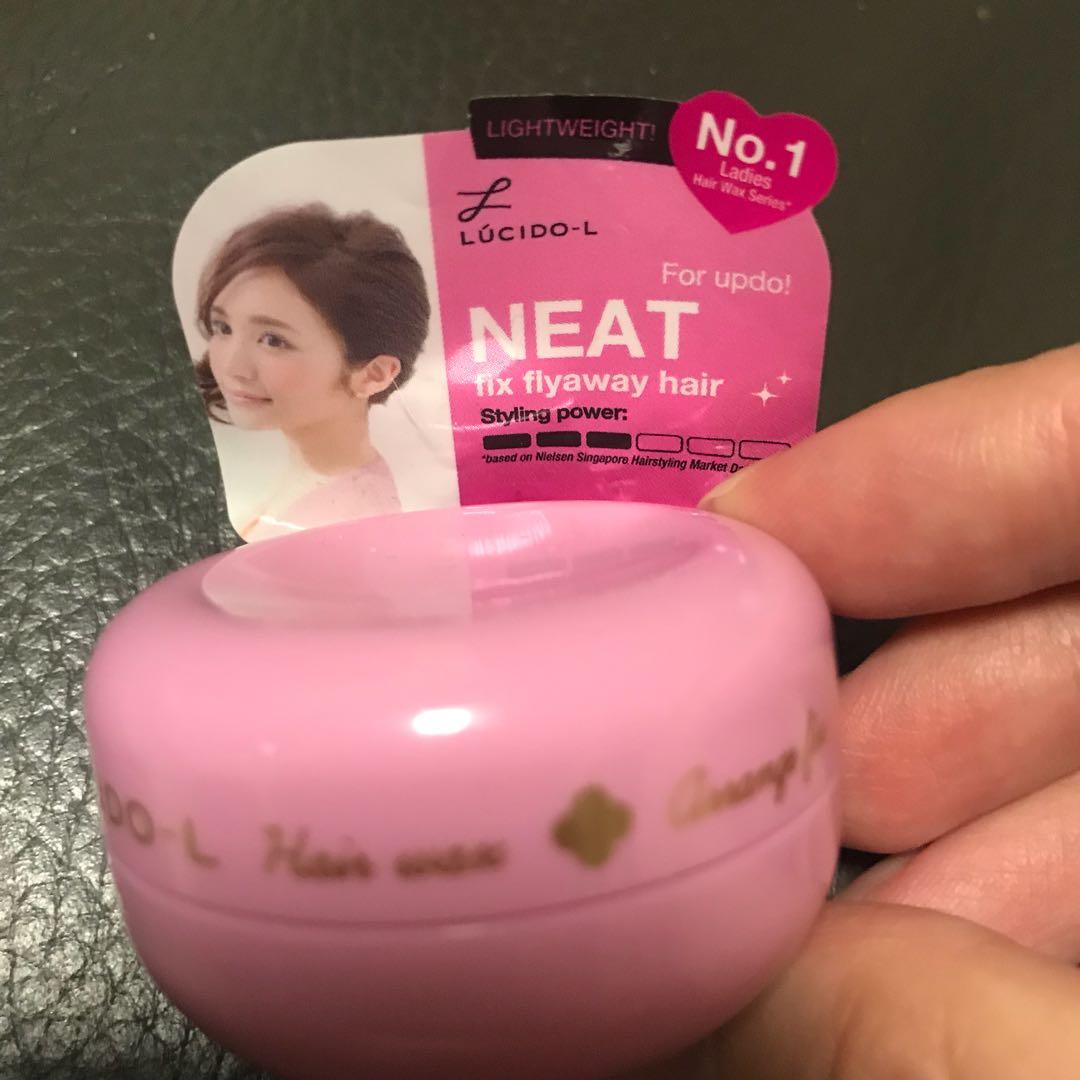 LIGHTWEIGHT!
No.1
Ladies
Hair Wax Series*
LÚCIDO-L
For updo!
NEAT
fix flyaway hair
Styling power:
*based on Nielsen Singapore Hairstyling Market
DO-L Hair wax